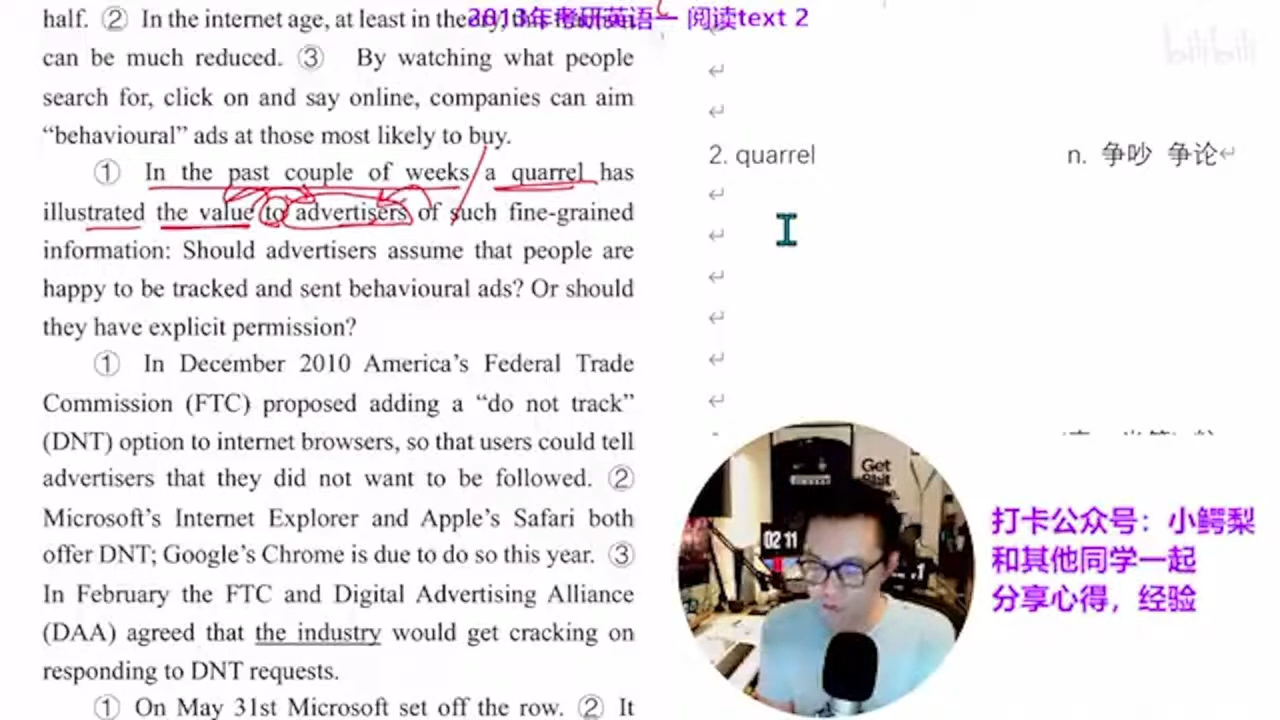 2013年考研英语一 阅读text 2
bilibili
half. ② In the internet age, at least in theory, this
can be much reduced. ③ By watching what people
search for, click on and say online, companies can aim
“behavioural” ads at those most likely to buy.
① In the past couple of weeks a quarrel has
illustrated the value to advertisers of such fine-grained
information: Should advertisers assume that people are
happy to be tracked and sent behavioural ads? Or should
they have explicit permission?
① In December 2010 America’s Federal Trade
Commission (FTC) proposed adding a “do not track”
(DNT) option to internet browsers, so that users could tell
advertisers that they did not want to be followed. ②
Microsoft’s Internet Explorer and Apple’s Safari both
offer DNT; Google’s Chrome is due to do so this year. ③
In February the FTC and Digital Advertising Alliance
(DAA) agreed that the industry would get cracking on
responding to DNT requests.
① On May 31st Microsoft set off the row. ② It
2. quarrel n. 争吵 争论
Get
02 11
打卡公众号：小鳄梨
和其他同学一起
分享心得，经验